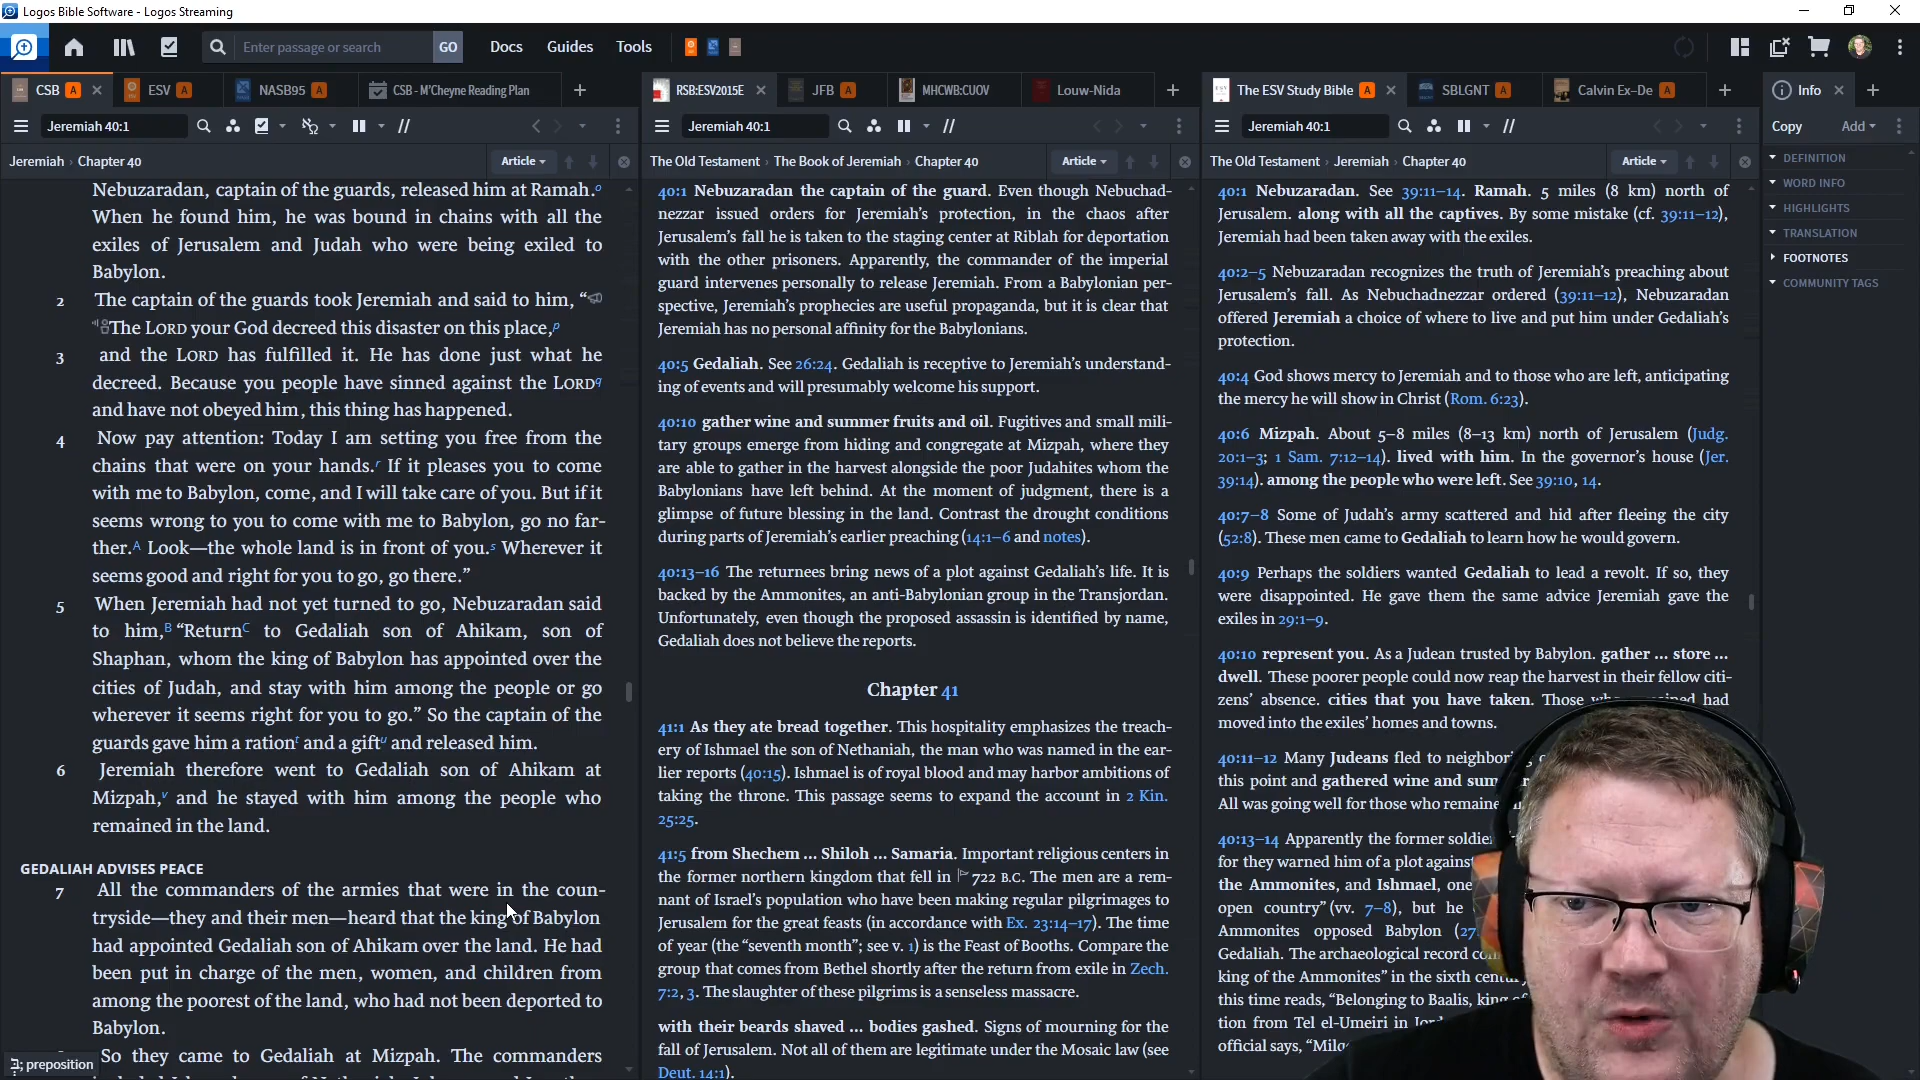 Logos Bible Software - Logos Streaming
Enter passage or search
GO
Docs
Guides
Tools
CSB A
ESV A
NASB95 A
CSB - M'Cheyne Reading Plan
Jeremiah 40:1
Jeremiah › Chapter 40
Article
Nebuzaradan, captain of the guards, released him at Ramah.o
When he found him, he was bound in chains with all the
exiles of Jerusalem and Judah who were being exiled to
Babylon.
2 The captain of the guards took Jeremiah and said to him, “
The LORD your God decreed this disaster on this place,p
3 and the LORD has fulfilled it. He has done just what he
decreed. Because you people have sinned against the LORDq
and have not obeyed him, this thing has happened.
4 Now pay attention: Today I am setting you free from the
chains that were on your hands.r If it pleases you to come
with me to Babylon, come, and I will take care of you. But if it
seems wrong to you to come with me to Babylon, go no far-
ther.A Look—the whole land is in front of you.s Wherever it
seems good and right for you to go, go there.”
5 When Jeremiah had not yet turned to go, Nebuzaradan said
to him,B “ReturnC to Gedaliah son of Ahikam, son of
Shaphan, whom the king of Babylon has appointed over the
cities of Judah, and stay with him among the people or go
wherever it seems right for you to go.” So the captain of the
guards gave him a rationt and a giftu and released him.
6 Jeremiah therefore went to Gedaliah son of Ahikam at
Mizpah,v and he stayed with him among the people who
remained in the land.
GEDALIAH ADVISES PEACE
7 All the commanders of the armies that were in the coun-
tryside—they and their men—heard that the king of Babylon
had appointed Gedaliah son of Ahikam over the land. He had
been put in charge of the men, women, and children from
among the poorest of the land, who had not been deported to
Babylon.
So they came to Gedaliah at Mizpah. The commanders
preposition
RSB:ESV2015E
JFB A
MHCWB:CUOV
Louw-Nida
Jeremiah 40:1
The Old Testament › The Book of Jeremiah › Chapter 40
Article
40:1 Nebuzaradan the captain of the guard. Even though Nebuchad-
nezzar issued orders for Jeremiah’s protection, in the chaos after
Jerusalem’s fall he is taken to the staging center at Riblah for deportation
with the other prisoners. Apparently, the commander of the imperial
guard intervenes personally to release Jeremiah. From a Babylonian per-
spective, Jeremiah’s prophecies are useful propaganda, but it is clear that
Jeremiah has no personal affinity for the Babylonians.
40:5 Gedaliah. See 26:24. Gedaliah is receptive to Jeremiah’s understand-
ing of events and will presumably welcome his support.
40:10 gather wine and summer fruits and oil. Fugitives and small mili-
tary groups emerge from hiding and congregate at Mizpah, where they
are able to gather in the harvest alongside the poor Judahites whom the
Babylonians have left behind. At the moment of judgment, there is a
glimpse of future blessing in the land. Contrast the drought conditions
during parts of Jeremiah’s earlier preaching (14:1–6 and notes).
40:13–16 The returnees bring news of a plot against Gedaliah’s life. It is
backed by the Ammonites, an anti-Babylonian group in the Transjordan.
Unfortunately, even though the proposed assassin is identified by name,
Gedaliah does not believe the reports.
Chapter 41
41:1 As they ate bread together. This hospitality emphasizes the treach-
ery of Ishmael the son of Nethaniah, the man who was named in the ear-
lier reports (40:15). Ishmael is of royal blood and may harbor ambitions of
taking the throne. This passage seems to expand the account in 2 Kin.
25:25.
41:5 from Shechem ... Shiloh ... Samaria. Important religious centers in
the former northern kingdom that fell in 722 B.C. The men are a rem-
nant of Israel’s population who have been making regular pilgrimages to
Jerusalem for the great feasts (in accordance with Ex. 23:14–17). The time
of year (the “seventh month”; see v. 1) is the Feast of Booths. Compare the
group that comes from Bethel shortly after the return from exile in Zech.
7:2, 3. The slaughter of these pilgrims is a senseless massacre.
with their beards shaved ... bodies gashed. Signs of mourning for the
fall of Jerusalem. Not all of them are legitimate under the Mosaic law (see
Deut. 14:1).
The ESV Study Bible A
SBLGNT A
Calvin Ex–De A
Jeremiah 40:1
The Old Testament › Jeremiah › Chapter 40
Article
40:1 Nebuzaradan. See 39:11–14. Ramah. 5 miles (8 km) north of
Jerusalem. along with all the captives. By some mistake (cf. 39:11–12),
Jeremiah had been taken away with the exiles.
40:2–5 Nebuzaradan recognizes the truth of Jeremiah’s preaching about
Jerusalem’s fall. As Nebuchadnezzar ordered (39:11–12), Nebuzaradan
offered Jeremiah a choice of where to live and put him under Gedaliah’s
protection.
40:4 God shows mercy to Jeremiah and to those who are left, anticipating
the mercy he will show in Christ (Rom. 6:23).
40:6 Mizpah. About 5–8 miles (8–13 km) north of Jerusalem (Judg.
20:1–3; 1 Sam. 7:12–14). lived with him. In the governor’s house (Jer.
39:14). among the people who were left. See 39:10, 14.
40:7–8 Some of Judah’s army scattered and hid after fleeing the city
(52:8). These men came to Gedaliah to learn how he would govern.
40:9 Perhaps the soldiers wanted Gedaliah to lead a revolt. If so, they
were disappointed. He gave them the same advice Jeremiah gave the
exiles in 29:1–9.
40:10 represent you. As a Judean trusted by Babylon. gather ... store ...
dwell. These poorer people could now reap the harvest in their fellow citi-
zens’ absence. cities that you have taken. Those who remained had
moved into the exiles’ homes and towns.
40:11–12 Many Judeans fled to neighboring
this point and gathered wine and sum
All was going well for those who remaine
40:13–14 Apparently the former soldier
for they warned him of a plot against
the Ammonites, and Ishmael, one
open country” (vv. 7–8), but he
Ammonites opposed Babylon (27
Gedaliah. The archaeological record co
king of the Ammonites” in the sixth cent
this time reads, “Belonging to Baalis, king of
tion from Tel el-Umeiri in Jor
official says, “Milc
Info
Copy
Add
DEFINITION
WORD INFO
HIGHLIGHTS
TRANSLATION
FOOTNOTES
COMMUNITY TAGS